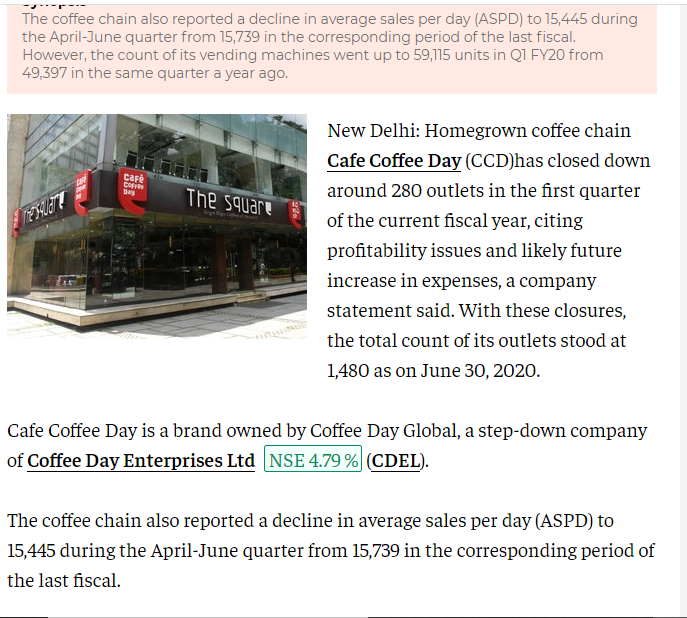 Synopsis
The coffee chain also reported a decline in average sales per day (ASPD) to 15,445 during
the April-June quarter from 15,739 in the corresponding period of the last fiscal.
However, the count of its vending machines went up to 59,115 units in Q1 FY20 from
49,397 in the same quarter a year ago.
The Square
Café
Coffee
Day
The Square
New Delhi: Homegrown coffee chain
Cafe Coffee Day (CCD)has closed down
around 280 outlets in the first quarter
of the current fiscal year, citing
profitability issues and likely future
increase in expenses, a company
statement said. With these closures,
the total count of its outlets stood at
1,480 as on June 30, 2020.
Cafe Coffee Day is a brand owned by Coffee Day Global, a step-down company
of Coffee Day Enterprises Ltd NSE 4.79 % (CDEL).
The coffee chain also reported a decline in average sales per day (ASPD) to
15,445 during the April-June quarter from 15,739 in the corresponding period of
the last fiscal.